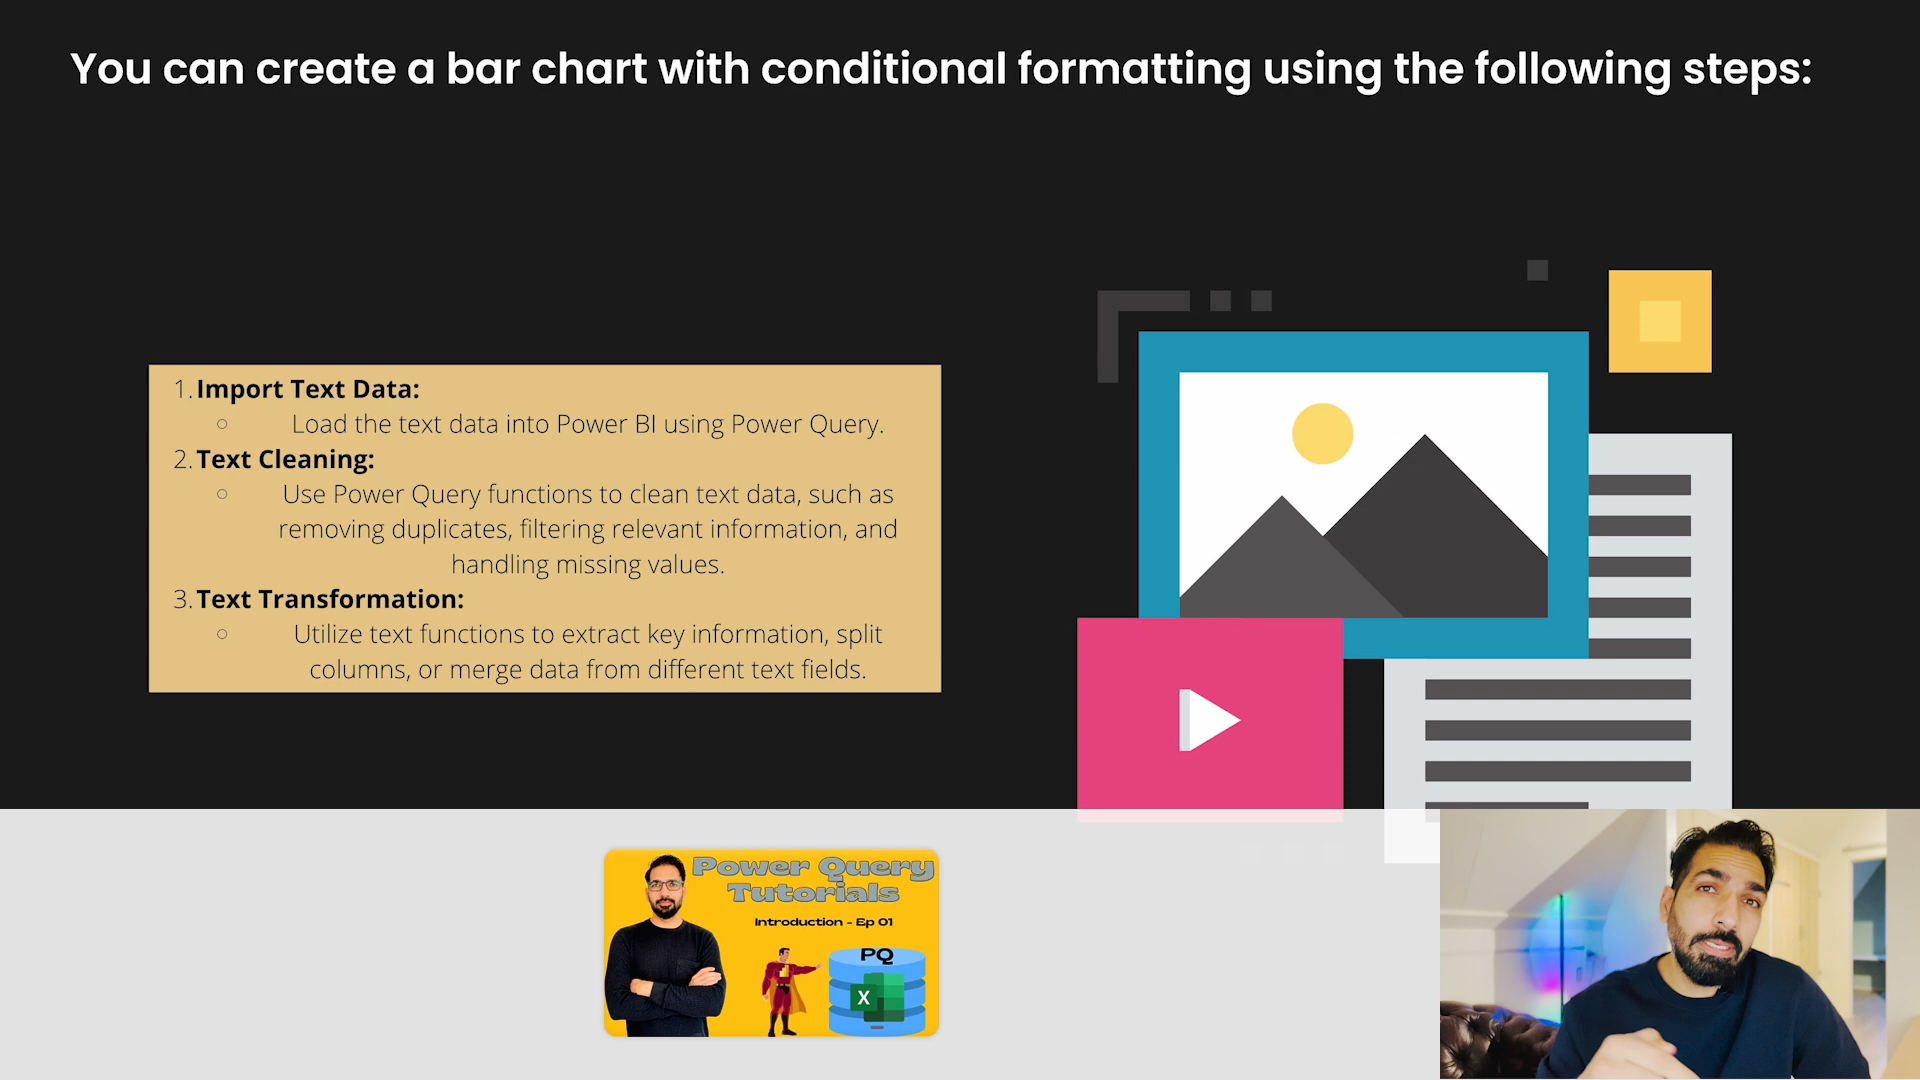 You can create a bar chart with conditional formatting using the following steps:
1. Import Text Data:
○ Load the text data into Power BI using Power Query.
2. Text Cleaning:
○ Use Power Query functions to clean text data, such as
removing duplicates, filtering relevant information, and
handling missing values.
3. Text Transformation:
○ Utilize text functions to extract key information, split
columns, or merge data from different text fields.
Power Query
Tutorials
Introduction - Ep 01
PQ
X